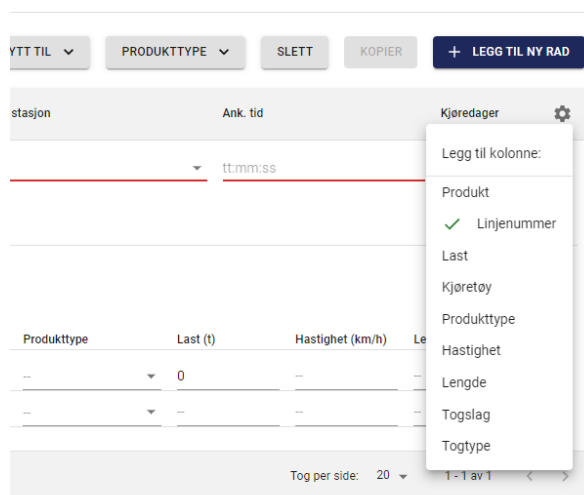 YTT TIL PRODUKTTYPE SLETT KOPIER + LEGG TIL NY RAD
stasjon Ank. tid Kjøredager
Legg til kolonne:
tt:mm:ss
Produkt
Linjenummer
Last
Kjøretøy
Produkttype
Hastighet
Lengde
Togslag
Togtype
Produkttype Last (t) Hastighet (km/h) Le
-- 0 -- --
-- -- -- --
Tog per side: 20 1 - 1 av 1